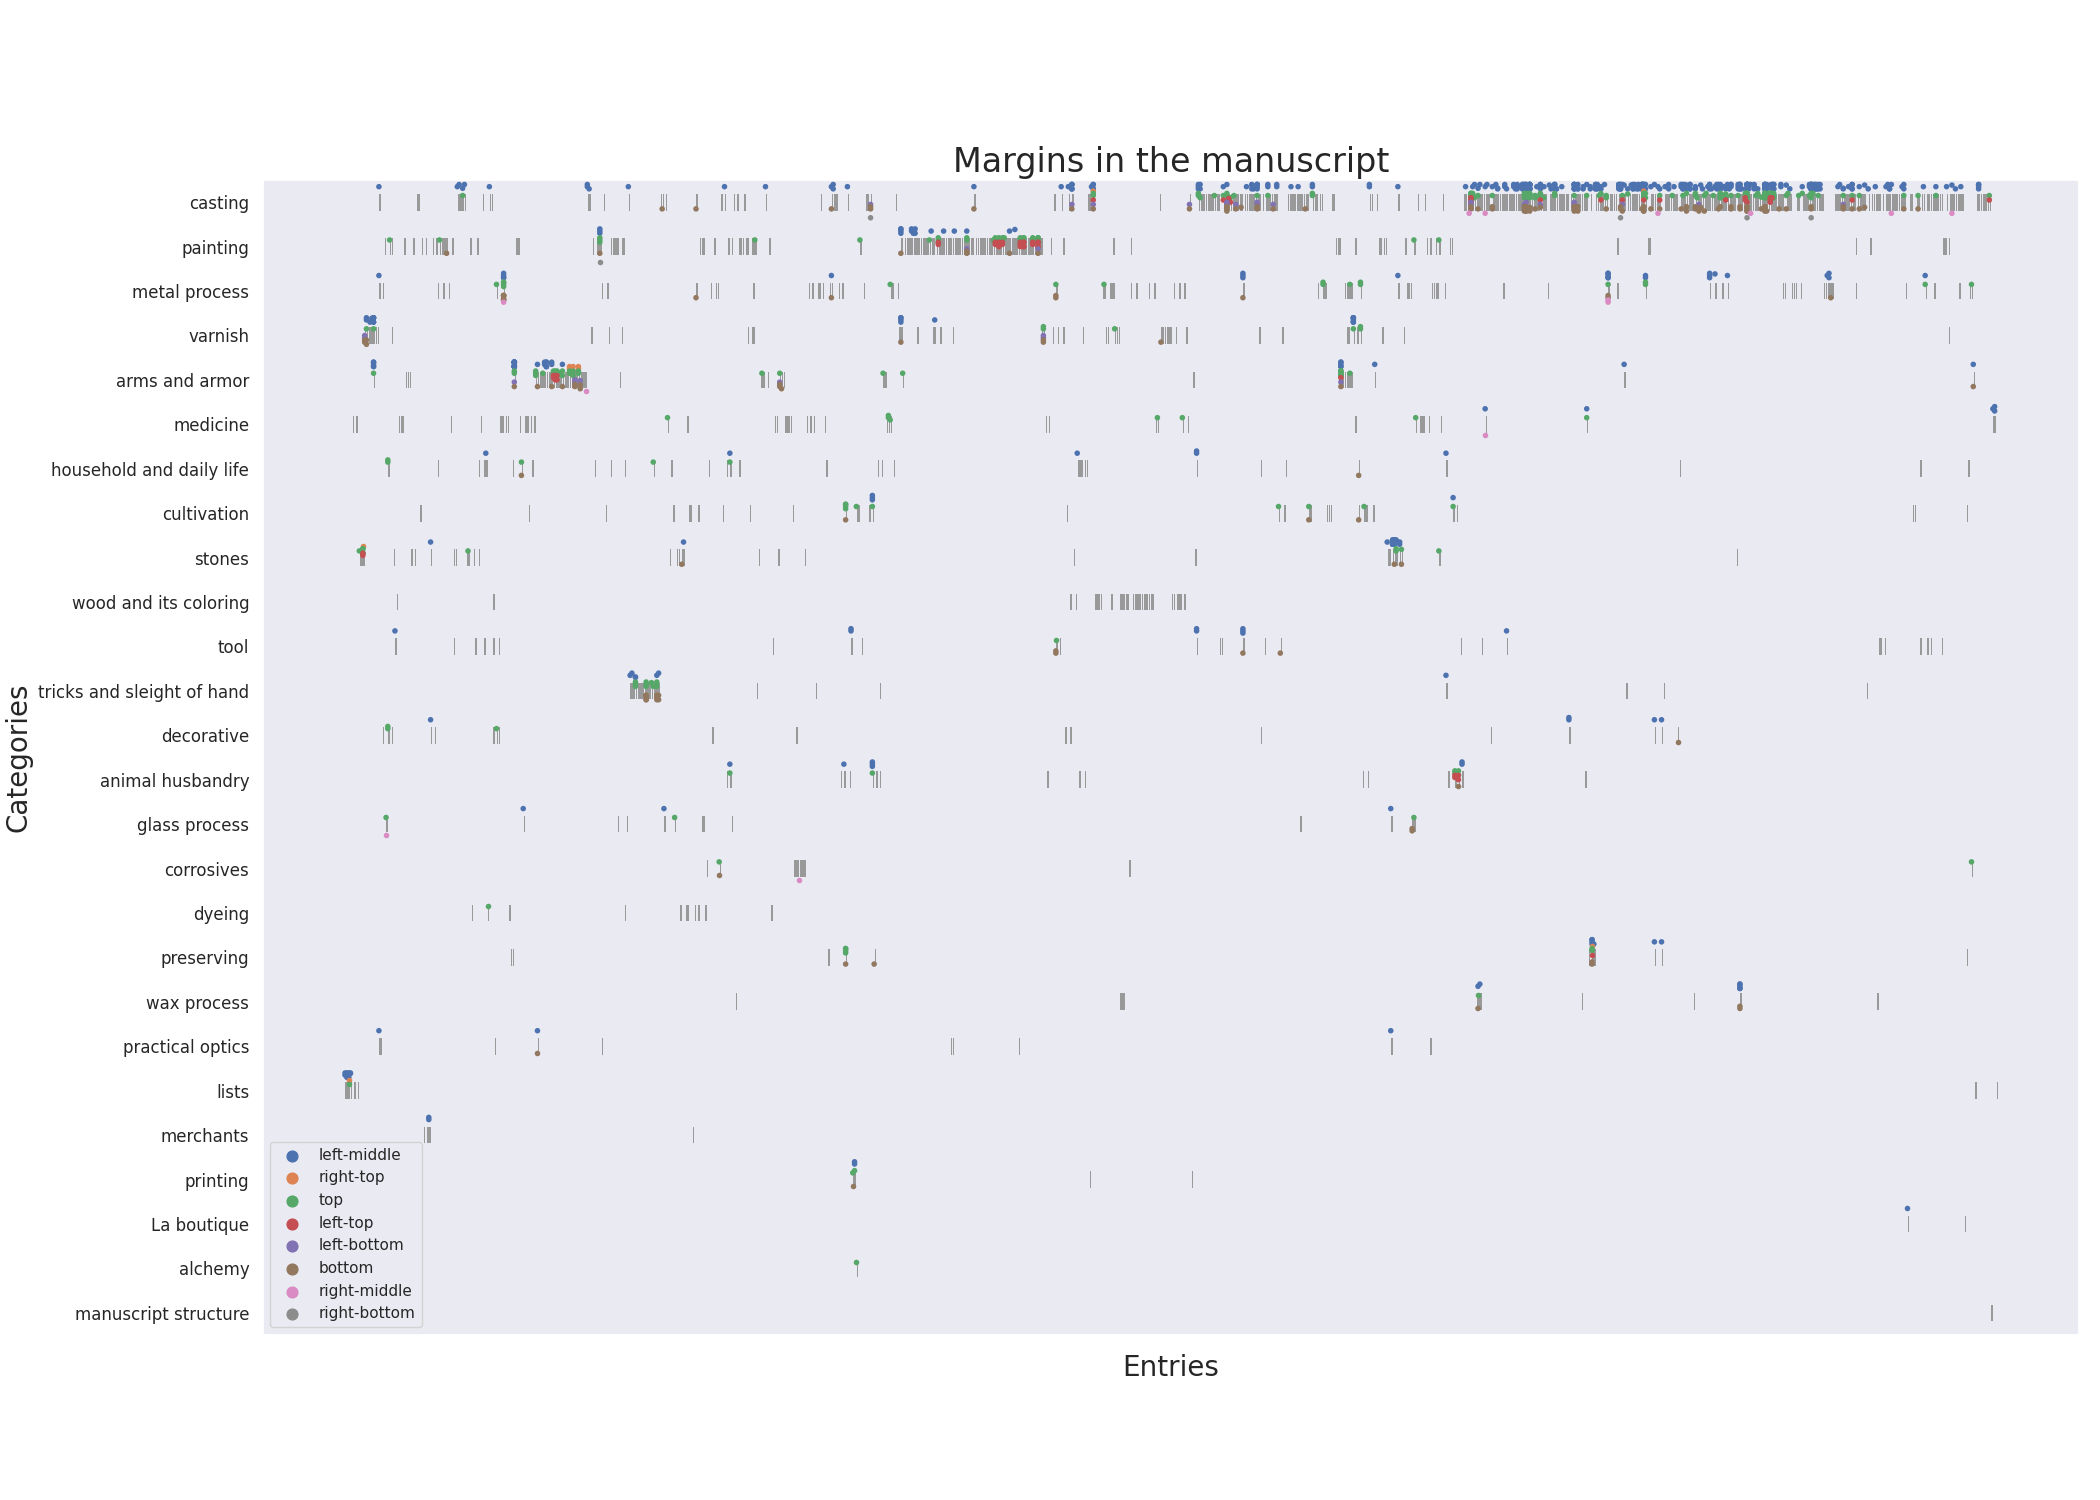 Margins in the manuscript
casting
painting
metal process
varnish
arms and armor
medicine
household and daily life
cultivation
stones
wood and its coloring
tool
tricks and sleight of hand
decorative
animal husbandry
glass process
corrosives
dyeing
preserving
wax process
practical optics
lists
merchants
printing
La boutique
alchemy
manuscript structure
Categories
left-middle
right-top
top
left-top
left-bottom
bottom
right-middle
right-bottom
Entries